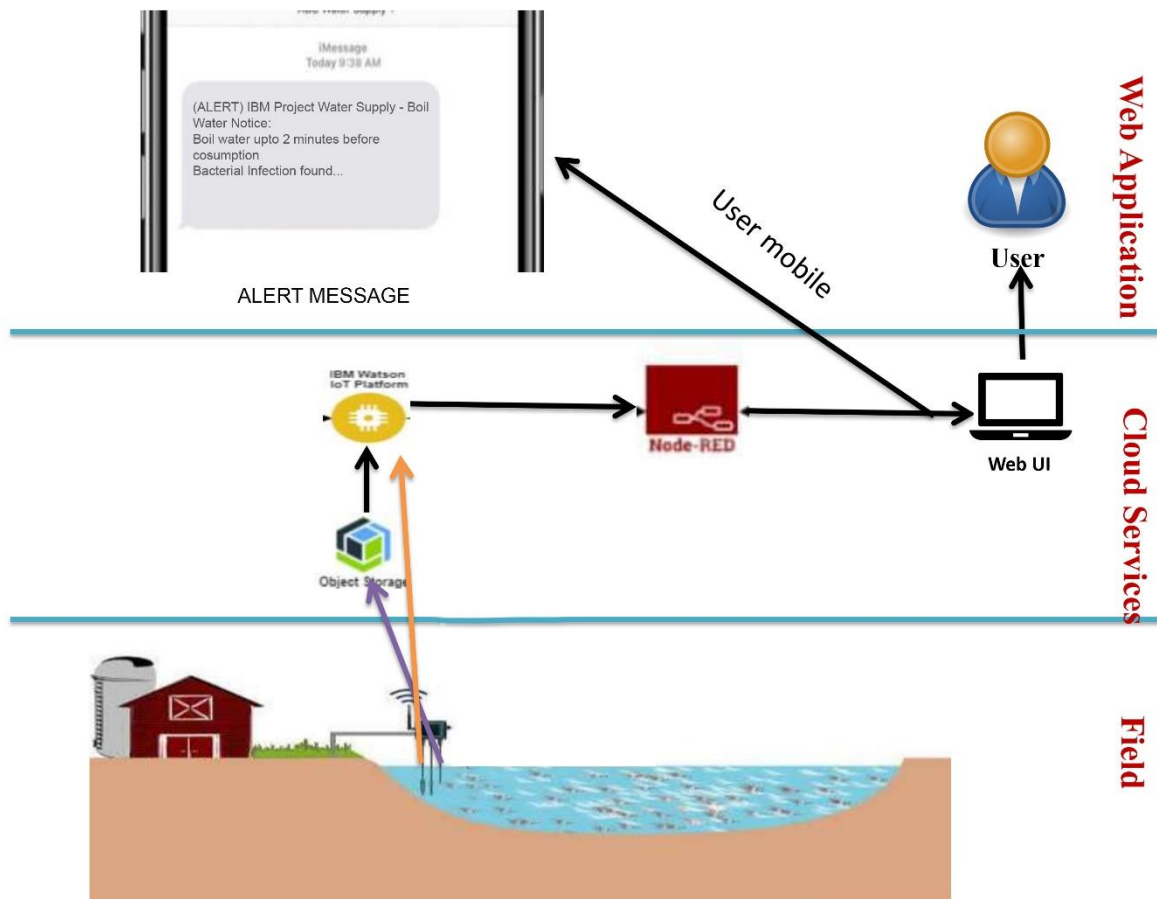 Water Supply
iMessage
Today 9:38 AM
(ALERT) IBM Project Water Supply - Boil
Water Notice:
Boil water upto 2 minutes before
cosumption
Bacterial Infection found...
ALERT MESSAGE
User mobile
User
Web Application
IBM Watson
IoT Platform
Node-RED
Web UI
Object Storage
Cloud Services
Field